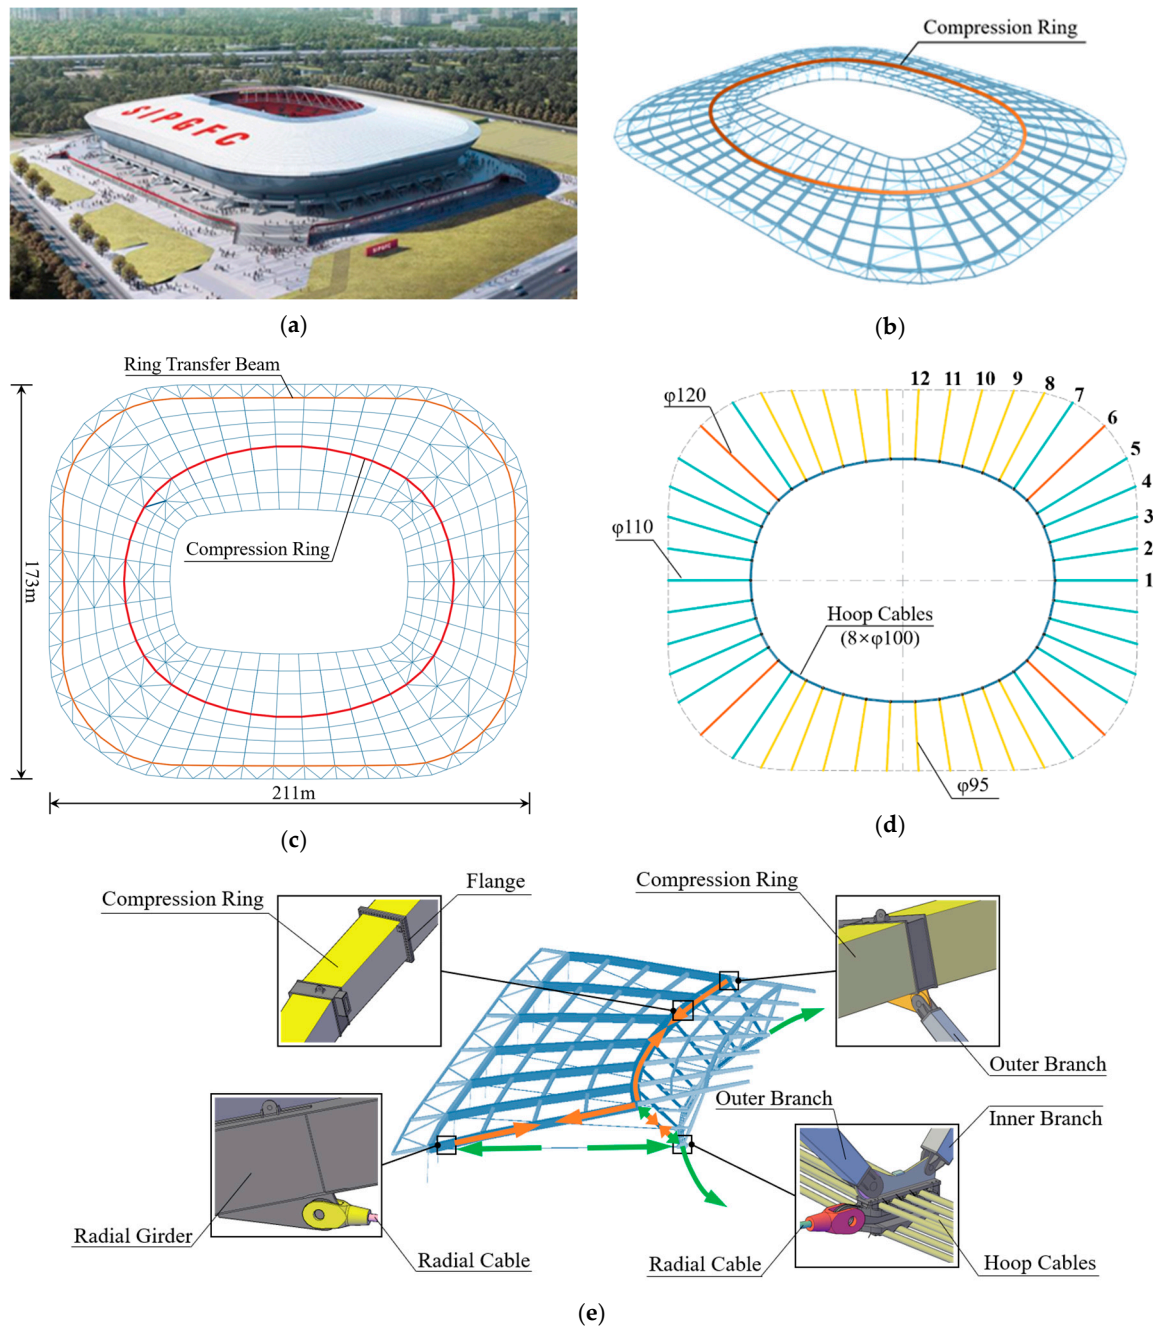 SIPGFC
SIPGFC
(a)
Compression Ring
(b)
Ring Transfer Beam
Compression Ring
173m
211m
(c)
12 11 10 9 8 7 6 5 4 3 2 1
φ120
φ110
Hoop Cables
(8×φ100)
φ95
(d)
Compression Ring
Flange
Compression Ring
Outer Branch
Outer Branch
Inner Branch
Radial Girder
Radial Cable
Radial Cable
Hoop Cables
(e)